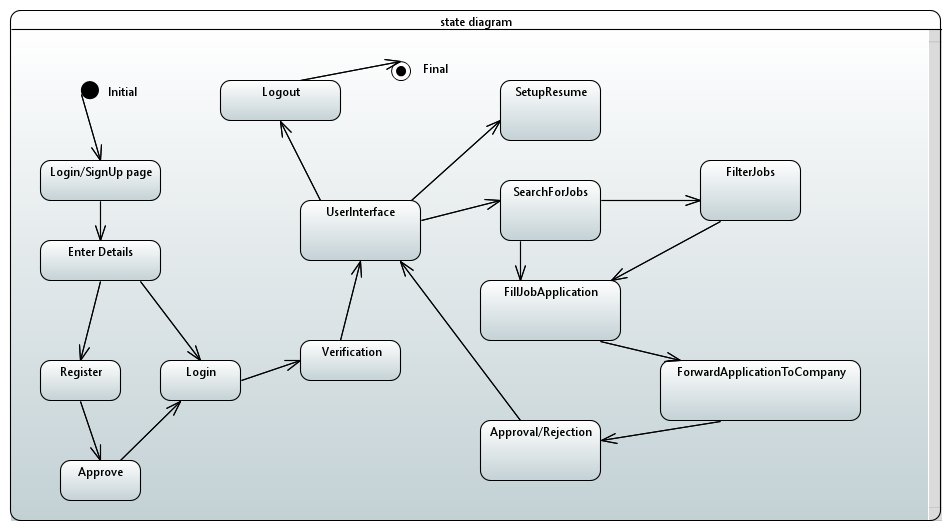 state diagram
Initial
Final
Logout
SetupResume
Login/SignUp page
SearchForJobs
FilterJobs
UserInterface
Enter Details
FillJobApplication
Verification
Register
Login
ForwardApplicationToCompany
Approval/Rejection
Approve